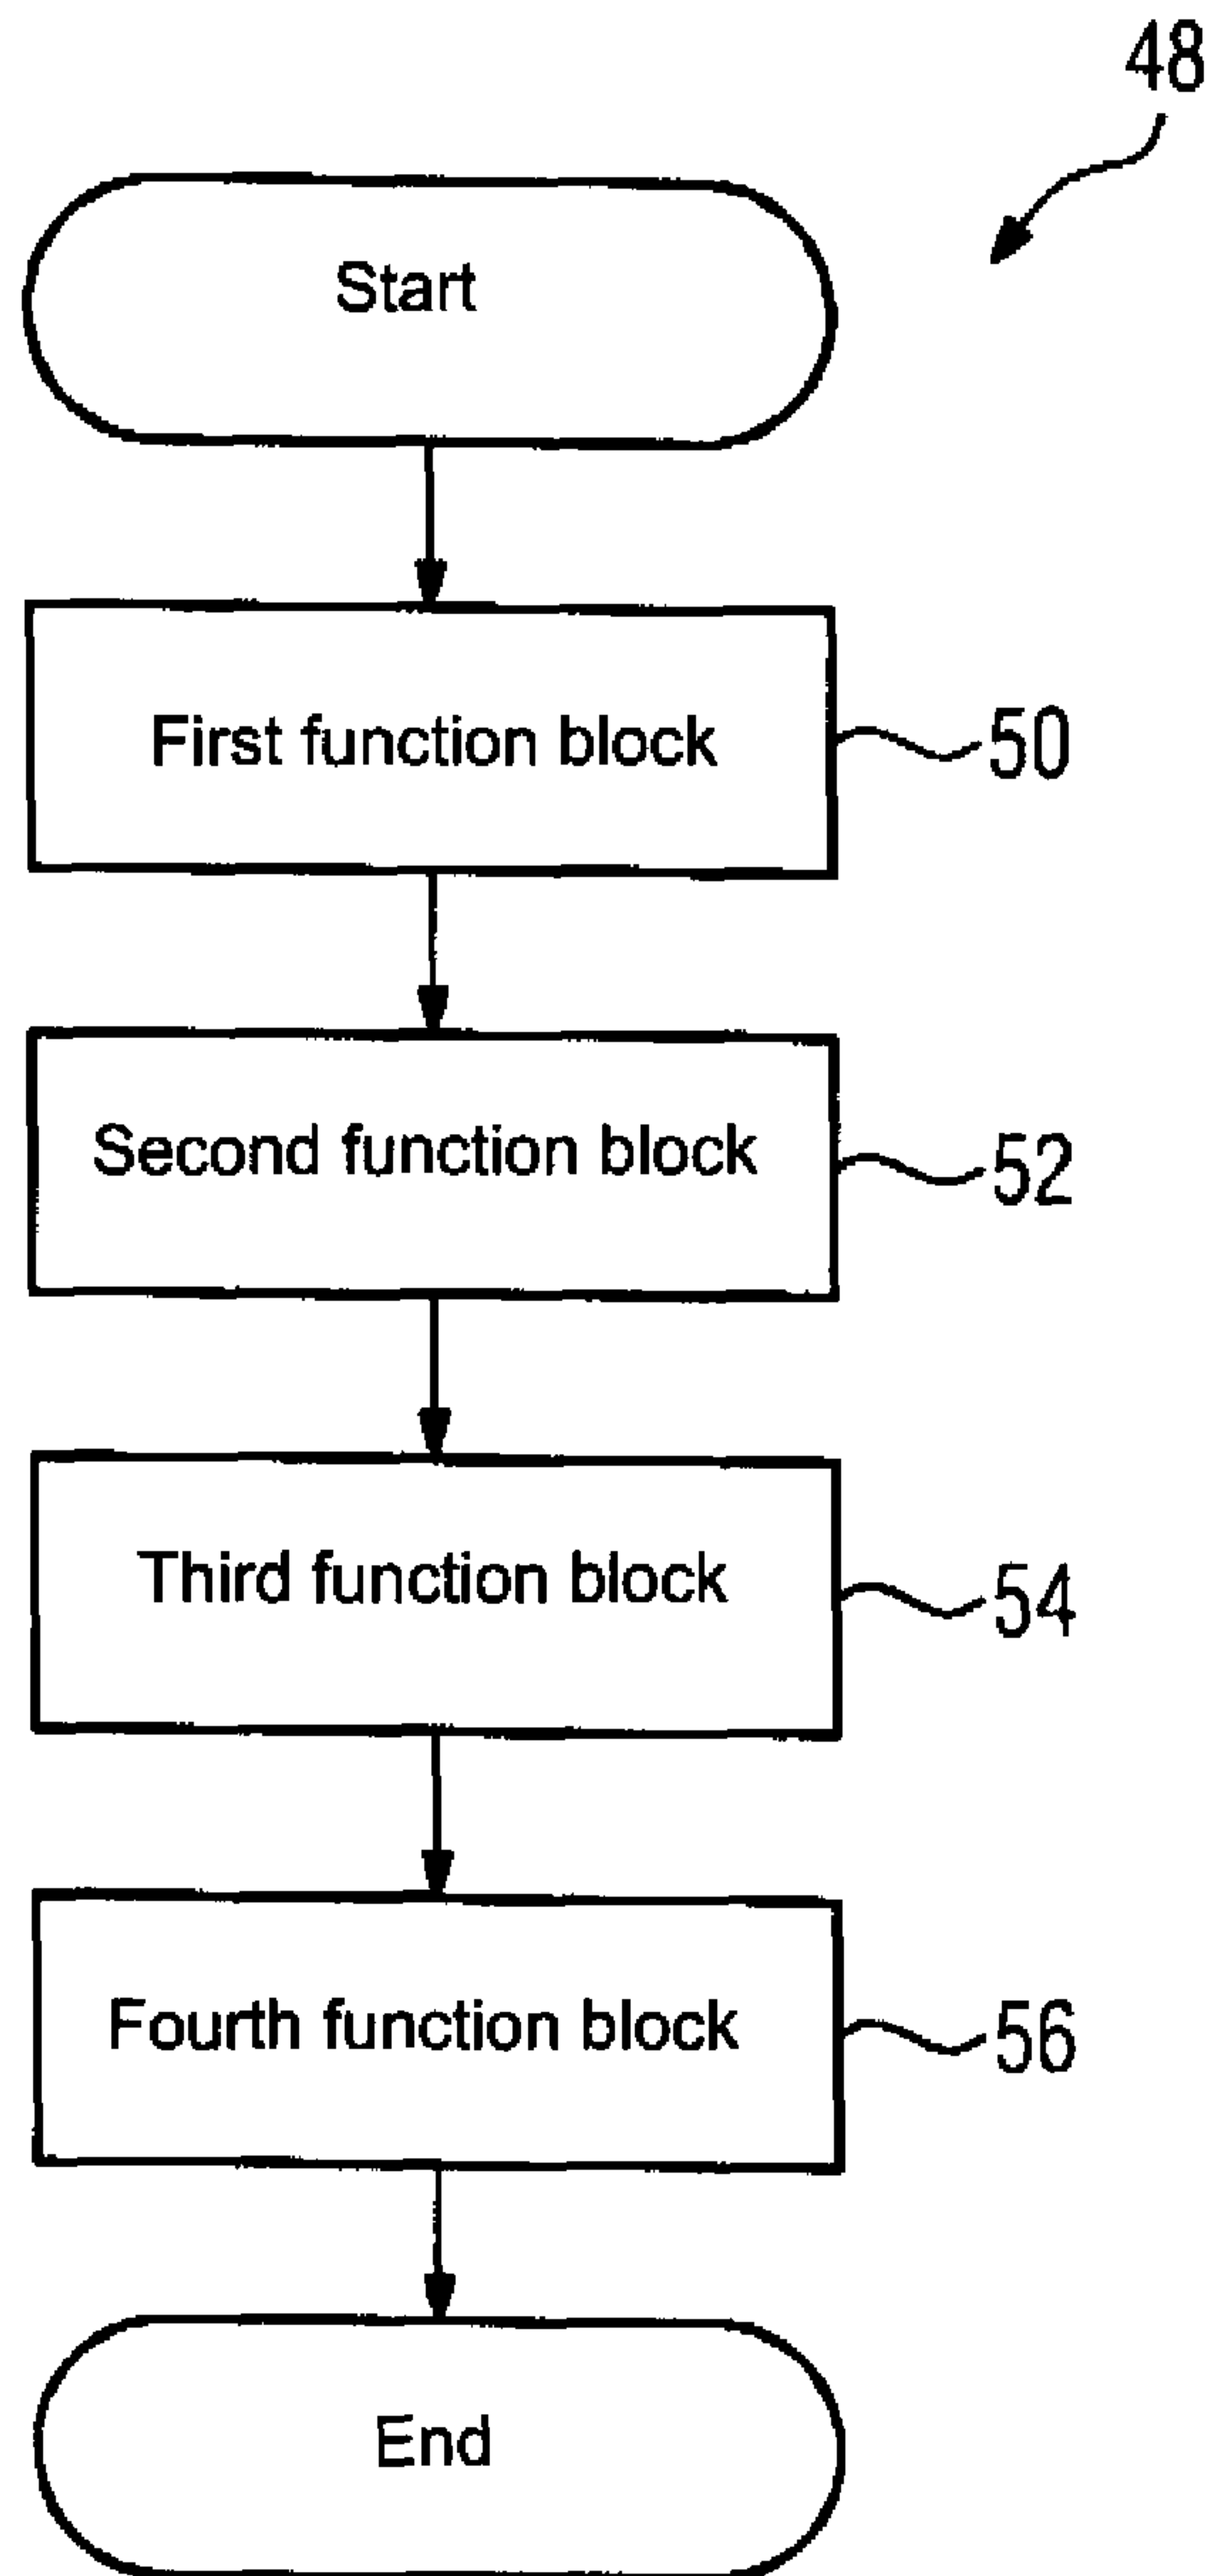 48
Start
First function block
50
Second function block
52
Third function block
54
Fourth function block
56
End